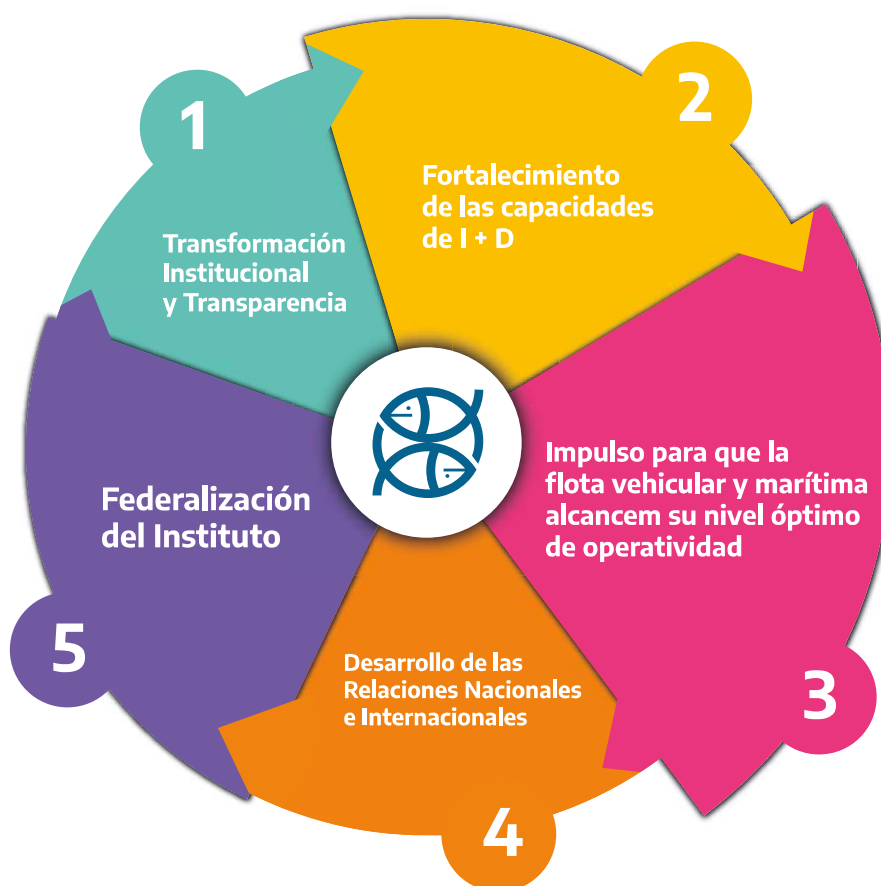 1
Transformación
Institucional
y Transparencia
2
Fortalecimiento
de las capacidades
de I + D
3
Impulso para que la
flota vehicular y marítima
alcancem su nivel óptimo
de operatividad
4
Desarrollo de las
Relaciones Nacionales
e Internacionales
5
Federalización
del Instituto